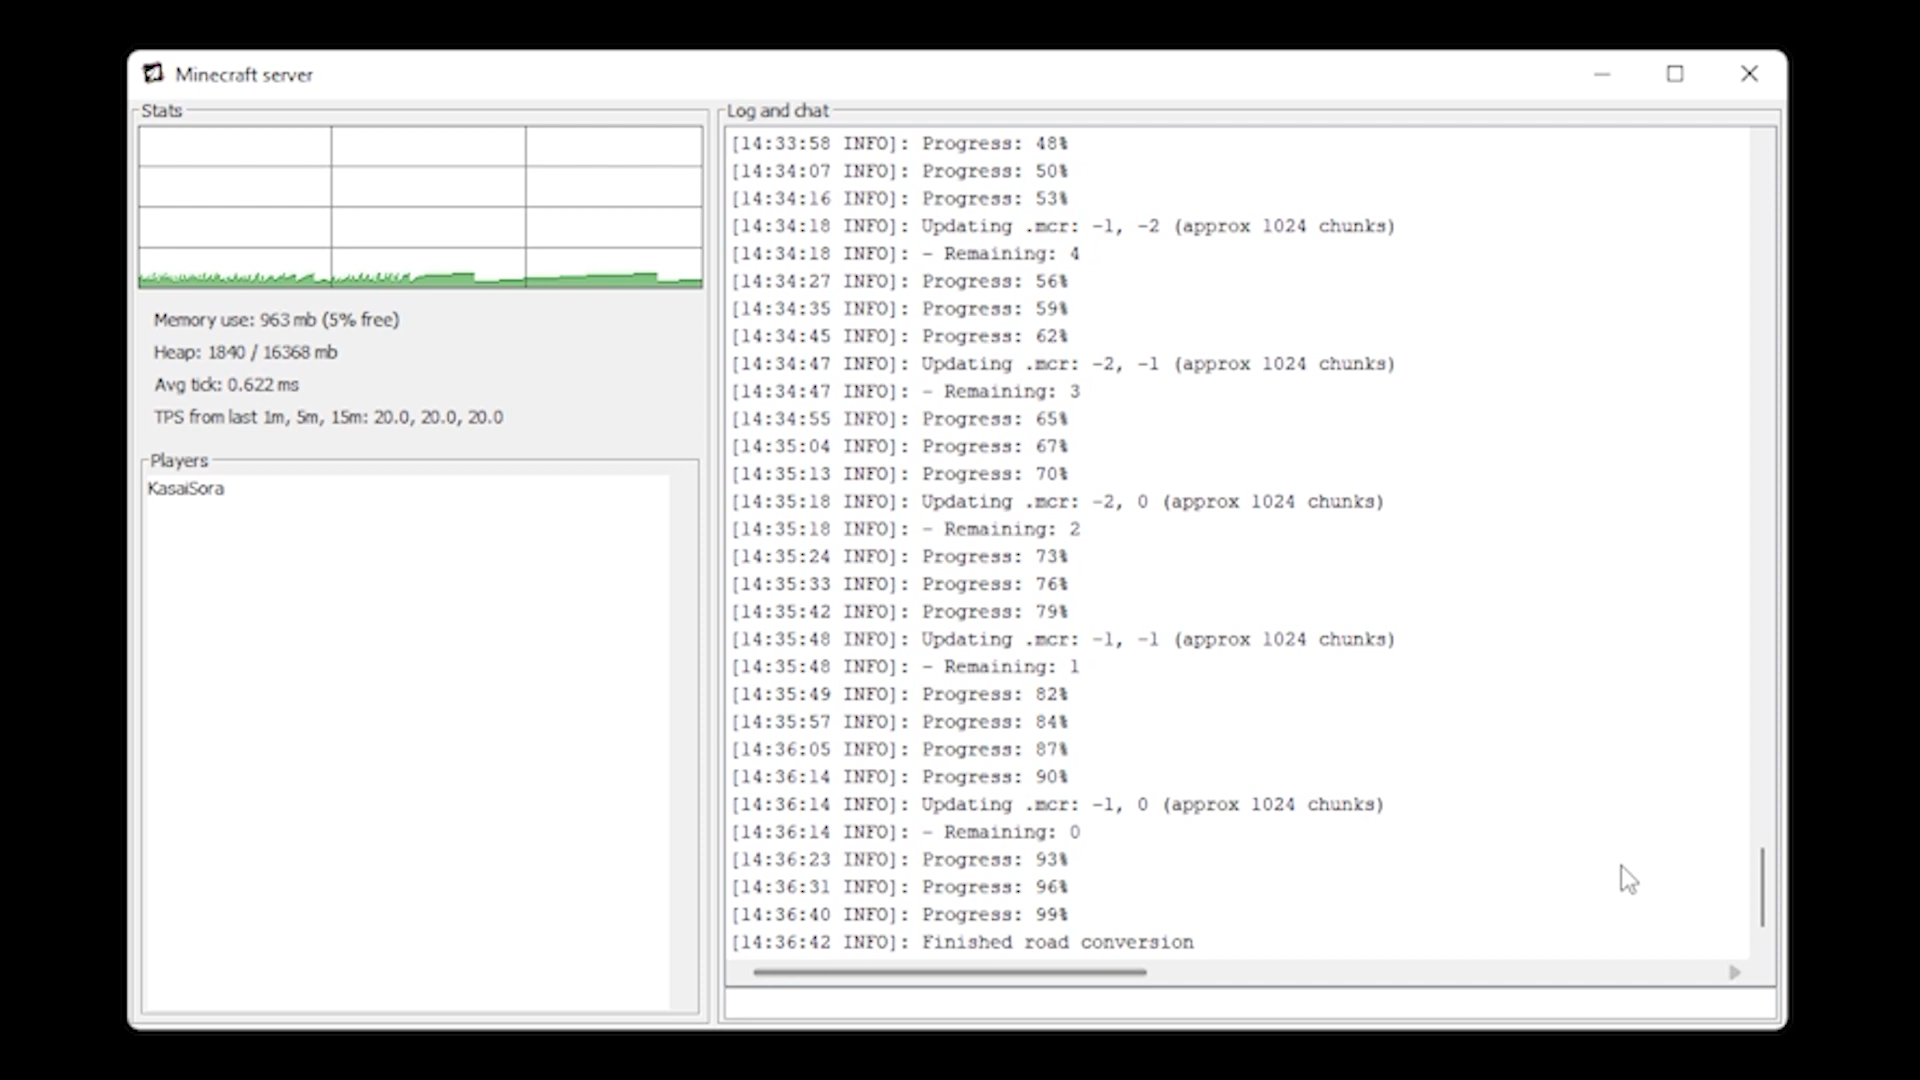 Minecraft server
Stats
Memory use: 963 mb (5% free)
Heap: 1840 / 16368 mb
Avg tick: 0.622 ms
TPS from last 1m, 5m, 15m: 20.0, 20.0, 20.0
Players
KasaiSora
Log and chat
[14:33:58 INFO]: Progress: 48%
[14:34:07 INFO]: Progress: 50%
[14:34:16 INFO]: Progress: 53%
[14:34:18 INFO]: Updating .mcr: -1, -2 (approx 1024 chunks)
[14:34:18 INFO]: - Remaining: 4
[14:34:27 INFO]: Progress: 56%
[14:34:35 INFO]: Progress: 59%
[14:34:45 INFO]: Progress: 62%
[14:34:47 INFO]: Updating .mcr: -2, -1 (approx 1024 chunks)
[14:34:47 INFO]: - Remaining: 3
[14:34:55 INFO]: Progress: 65%
[14:35:04 INFO]: Progress: 67%
[14:35:13 INFO]: Progress: 70%
[14:35:18 INFO]: Updating .mcr: -2, 0 (approx 1024 chunks)
[14:35:18 INFO]: - Remaining: 2
[14:35:24 INFO]: Progress: 73%
[14:35:33 INFO]: Progress: 76%
[14:35:42 INFO]: Progress: 79%
[14:35:48 INFO]: Updating .mcr: -1, -1 (approx 1024 chunks)
[14:35:48 INFO]: - Remaining: 1
[14:35:49 INFO]: Progress: 82%
[14:35:57 INFO]: Progress: 84%
[14:36:05 INFO]: Progress: 87%
[14:36:14 INFO]: Progress: 90%
[14:36:14 INFO]: Updating .mcr: -1, 0 (approx 1024 chunks)
[14:36:14 INFO]: - Remaining: 0
[14:36:23 INFO]: Progress: 93%
[14:36:31 INFO]: Progress: 96%
[14:36:40 INFO]: Progress: 99%
[14:36:42 INFO]: Finished road conversion